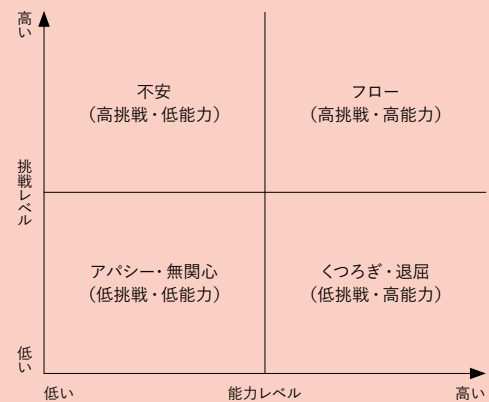 高い
不安
（高挑戦・低能力）
フロー
（高挑戦・高能力）
挑戦レベル
アパシー・無関心
（低挑戦・低能力）
くつろぎ・退屈
（低挑戦・高能力）
低い
低い
能力レベル
高い